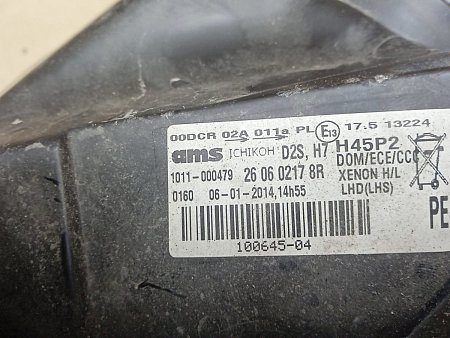 00DCR 02A 011a PL E13 17.5 13224
ams ICHIKOH D2S, H7 H45P2
DOM/ECE/CCC
1011-000479 26 06 0217 8R XENON H/L
0160 06-01-2014,14h55 LHD(LHS)
PE
100645-04